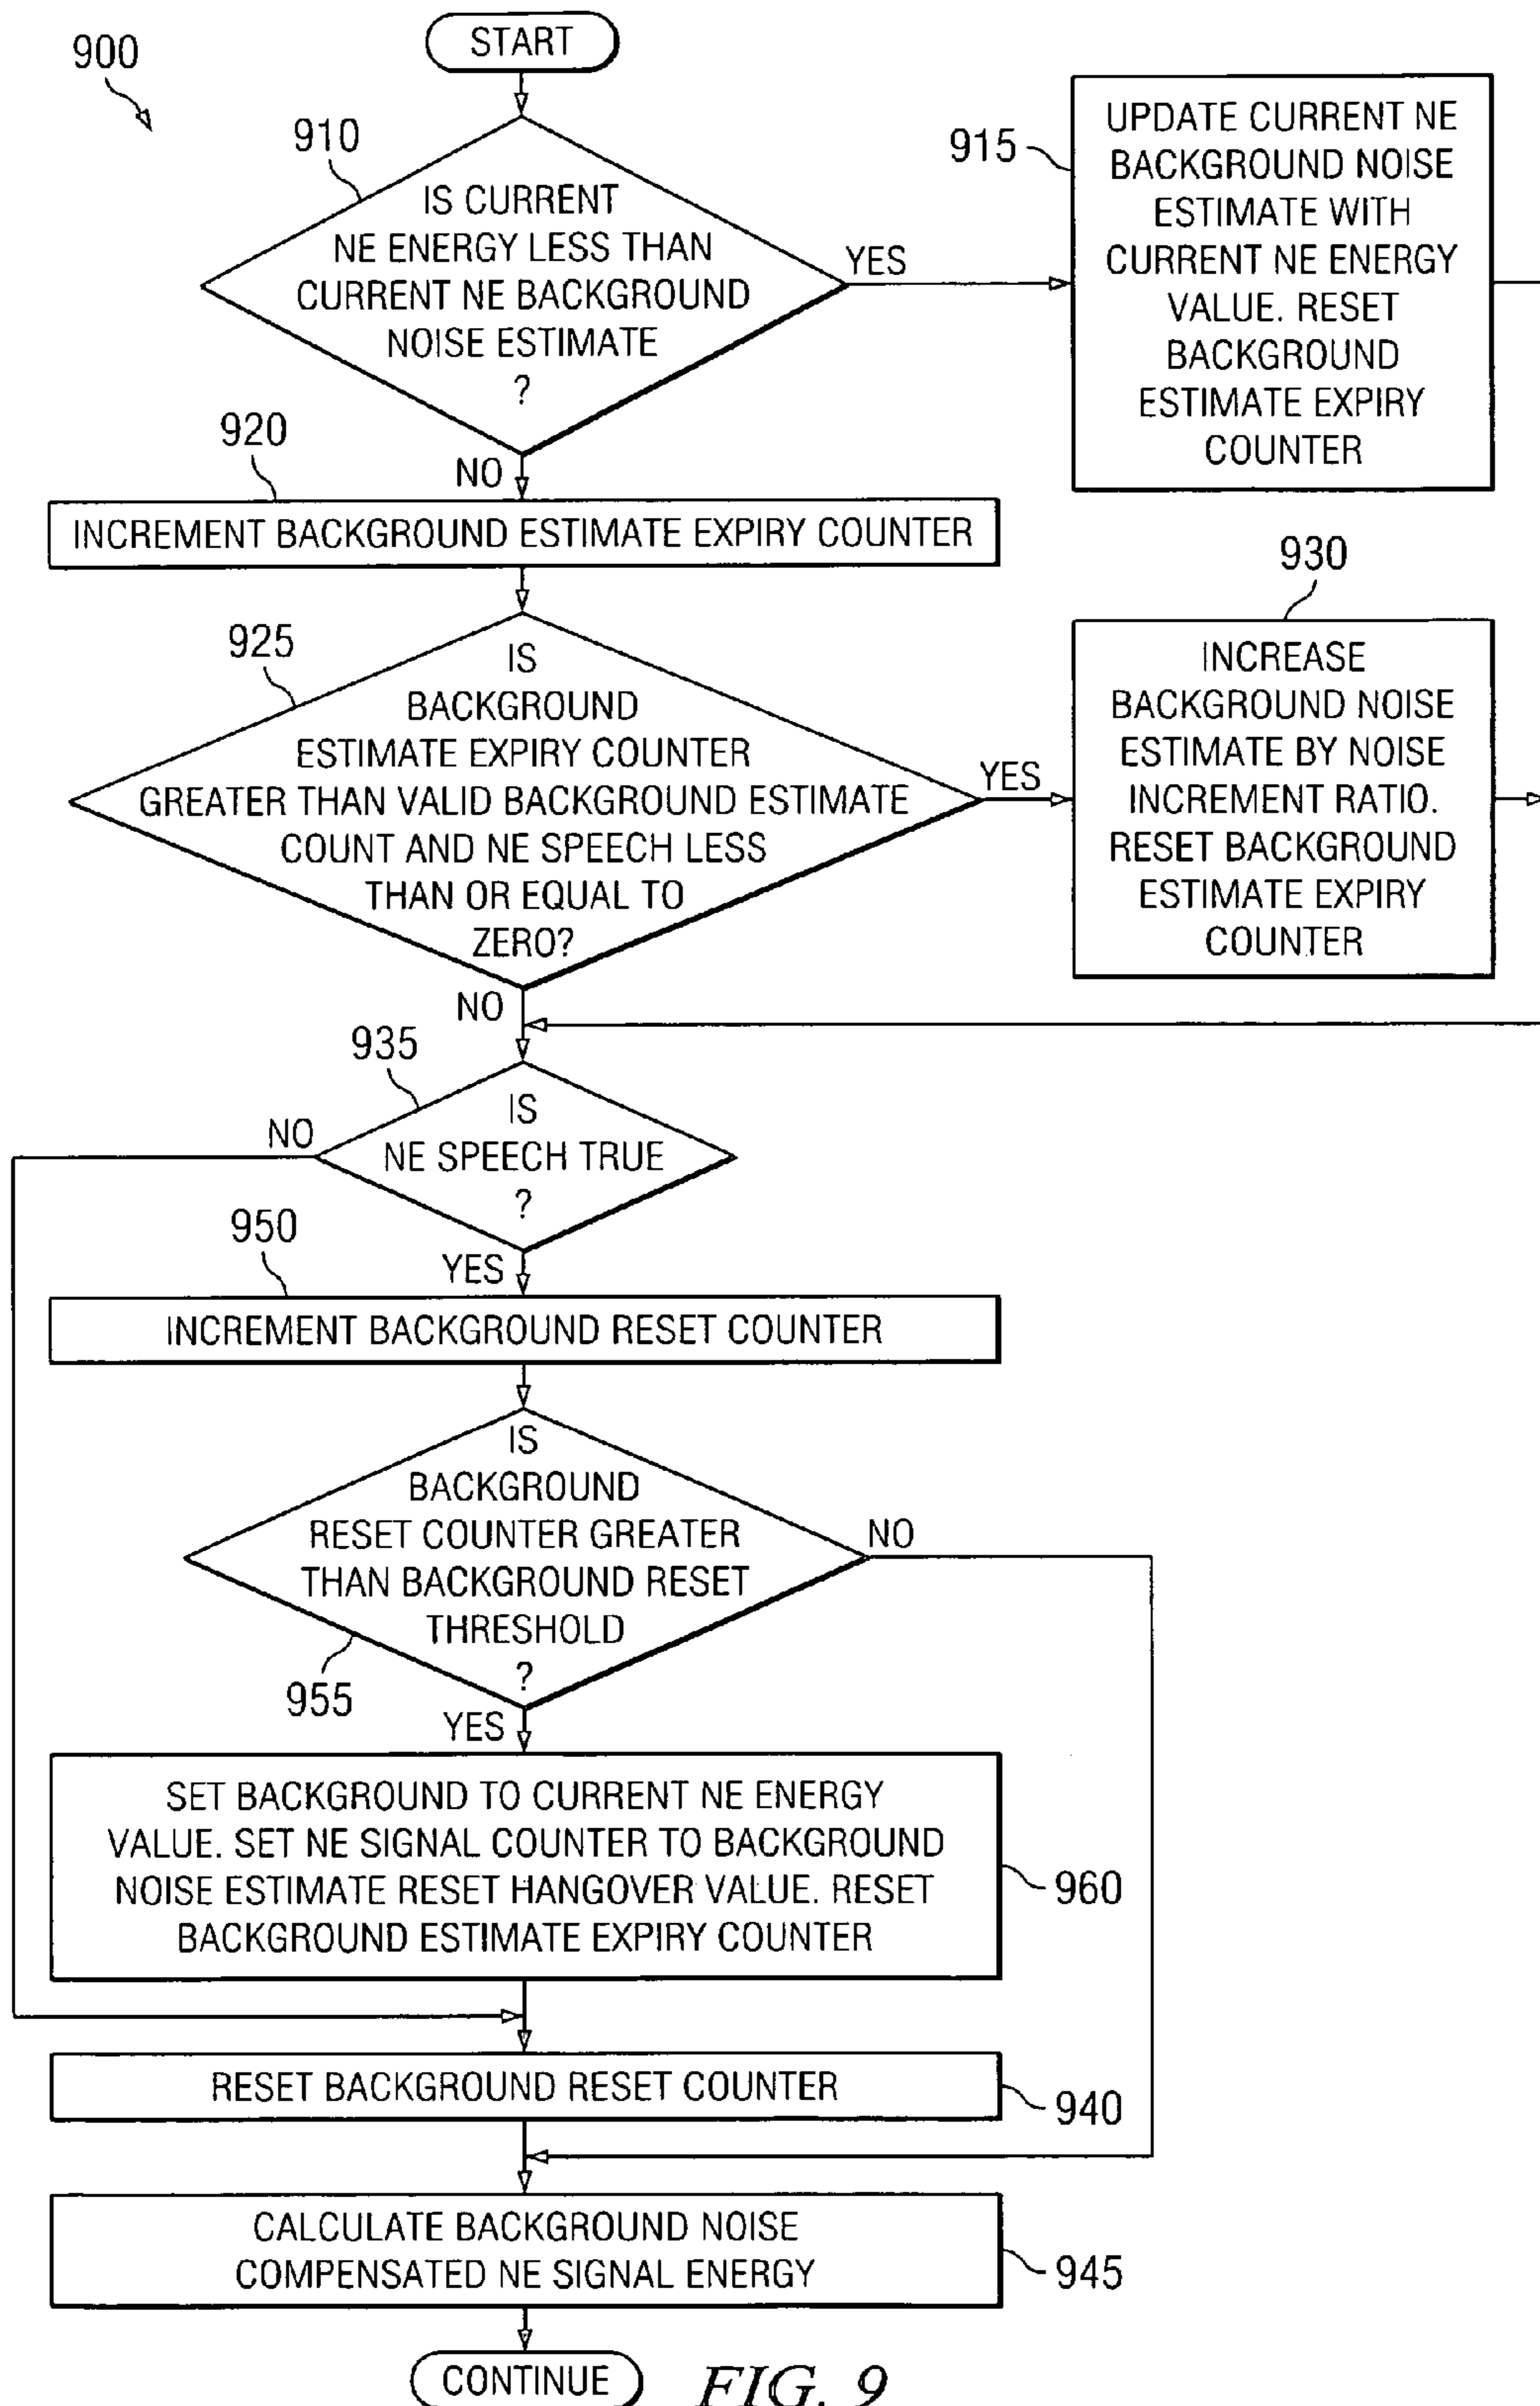 START
900
910
IS CURRENT
NE ENERGY LESS THAN
CURRENT NE BACKGROUND
NOISE ESTIMATE
?
YES
915
UPDATE CURRENT NE
BACKGROUND NOISE
ESTIMATE WITH
CURRENT NE ENERGY
VALUE. RESET
BACKGROUND
ESTIMATE EXPIRY
COUNTER
NO
920
INCREMENT BACKGROUND ESTIMATE EXPIRY COUNTER
925
IS
BACKGROUND
ESTIMATE EXPIRY COUNTER
GREATER THAN VALID BACKGROUND ESTIMATE
COUNT AND NE SPEECH LESS
THAN OR EQUAL TO
ZERO?
YES
930
INCREASE
BACKGROUND NOISE
ESTIMATE BY NOISE
INCREMENT RATIO.
RESET BACKGROUND
ESTIMATE EXPIRY
COUNTER
NO
935
IS
NE SPEECH TRUE
?
NO
YES
950
INCREMENT BACKGROUND RESET COUNTER
IS
BACKGROUND
RESET COUNTER GREATER
THAN BACKGROUND RESET
THRESHOLD
?
NO
955
YES
SET BACKGROUND TO CURRENT NE ENERGY
VALUE. SET NE SIGNAL COUNTER TO BACKGROUND
NOISE ESTIMATE RESET HANGOVER VALUE. RESET
BACKGROUND ESTIMATE EXPIRY COUNTER
960
RESET BACKGROUND RESET COUNTER
940
CALCULATE BACKGROUND NOISE
COMPENSATED NE SIGNAL ENERGY
945
CONTINUE
FIG. 9